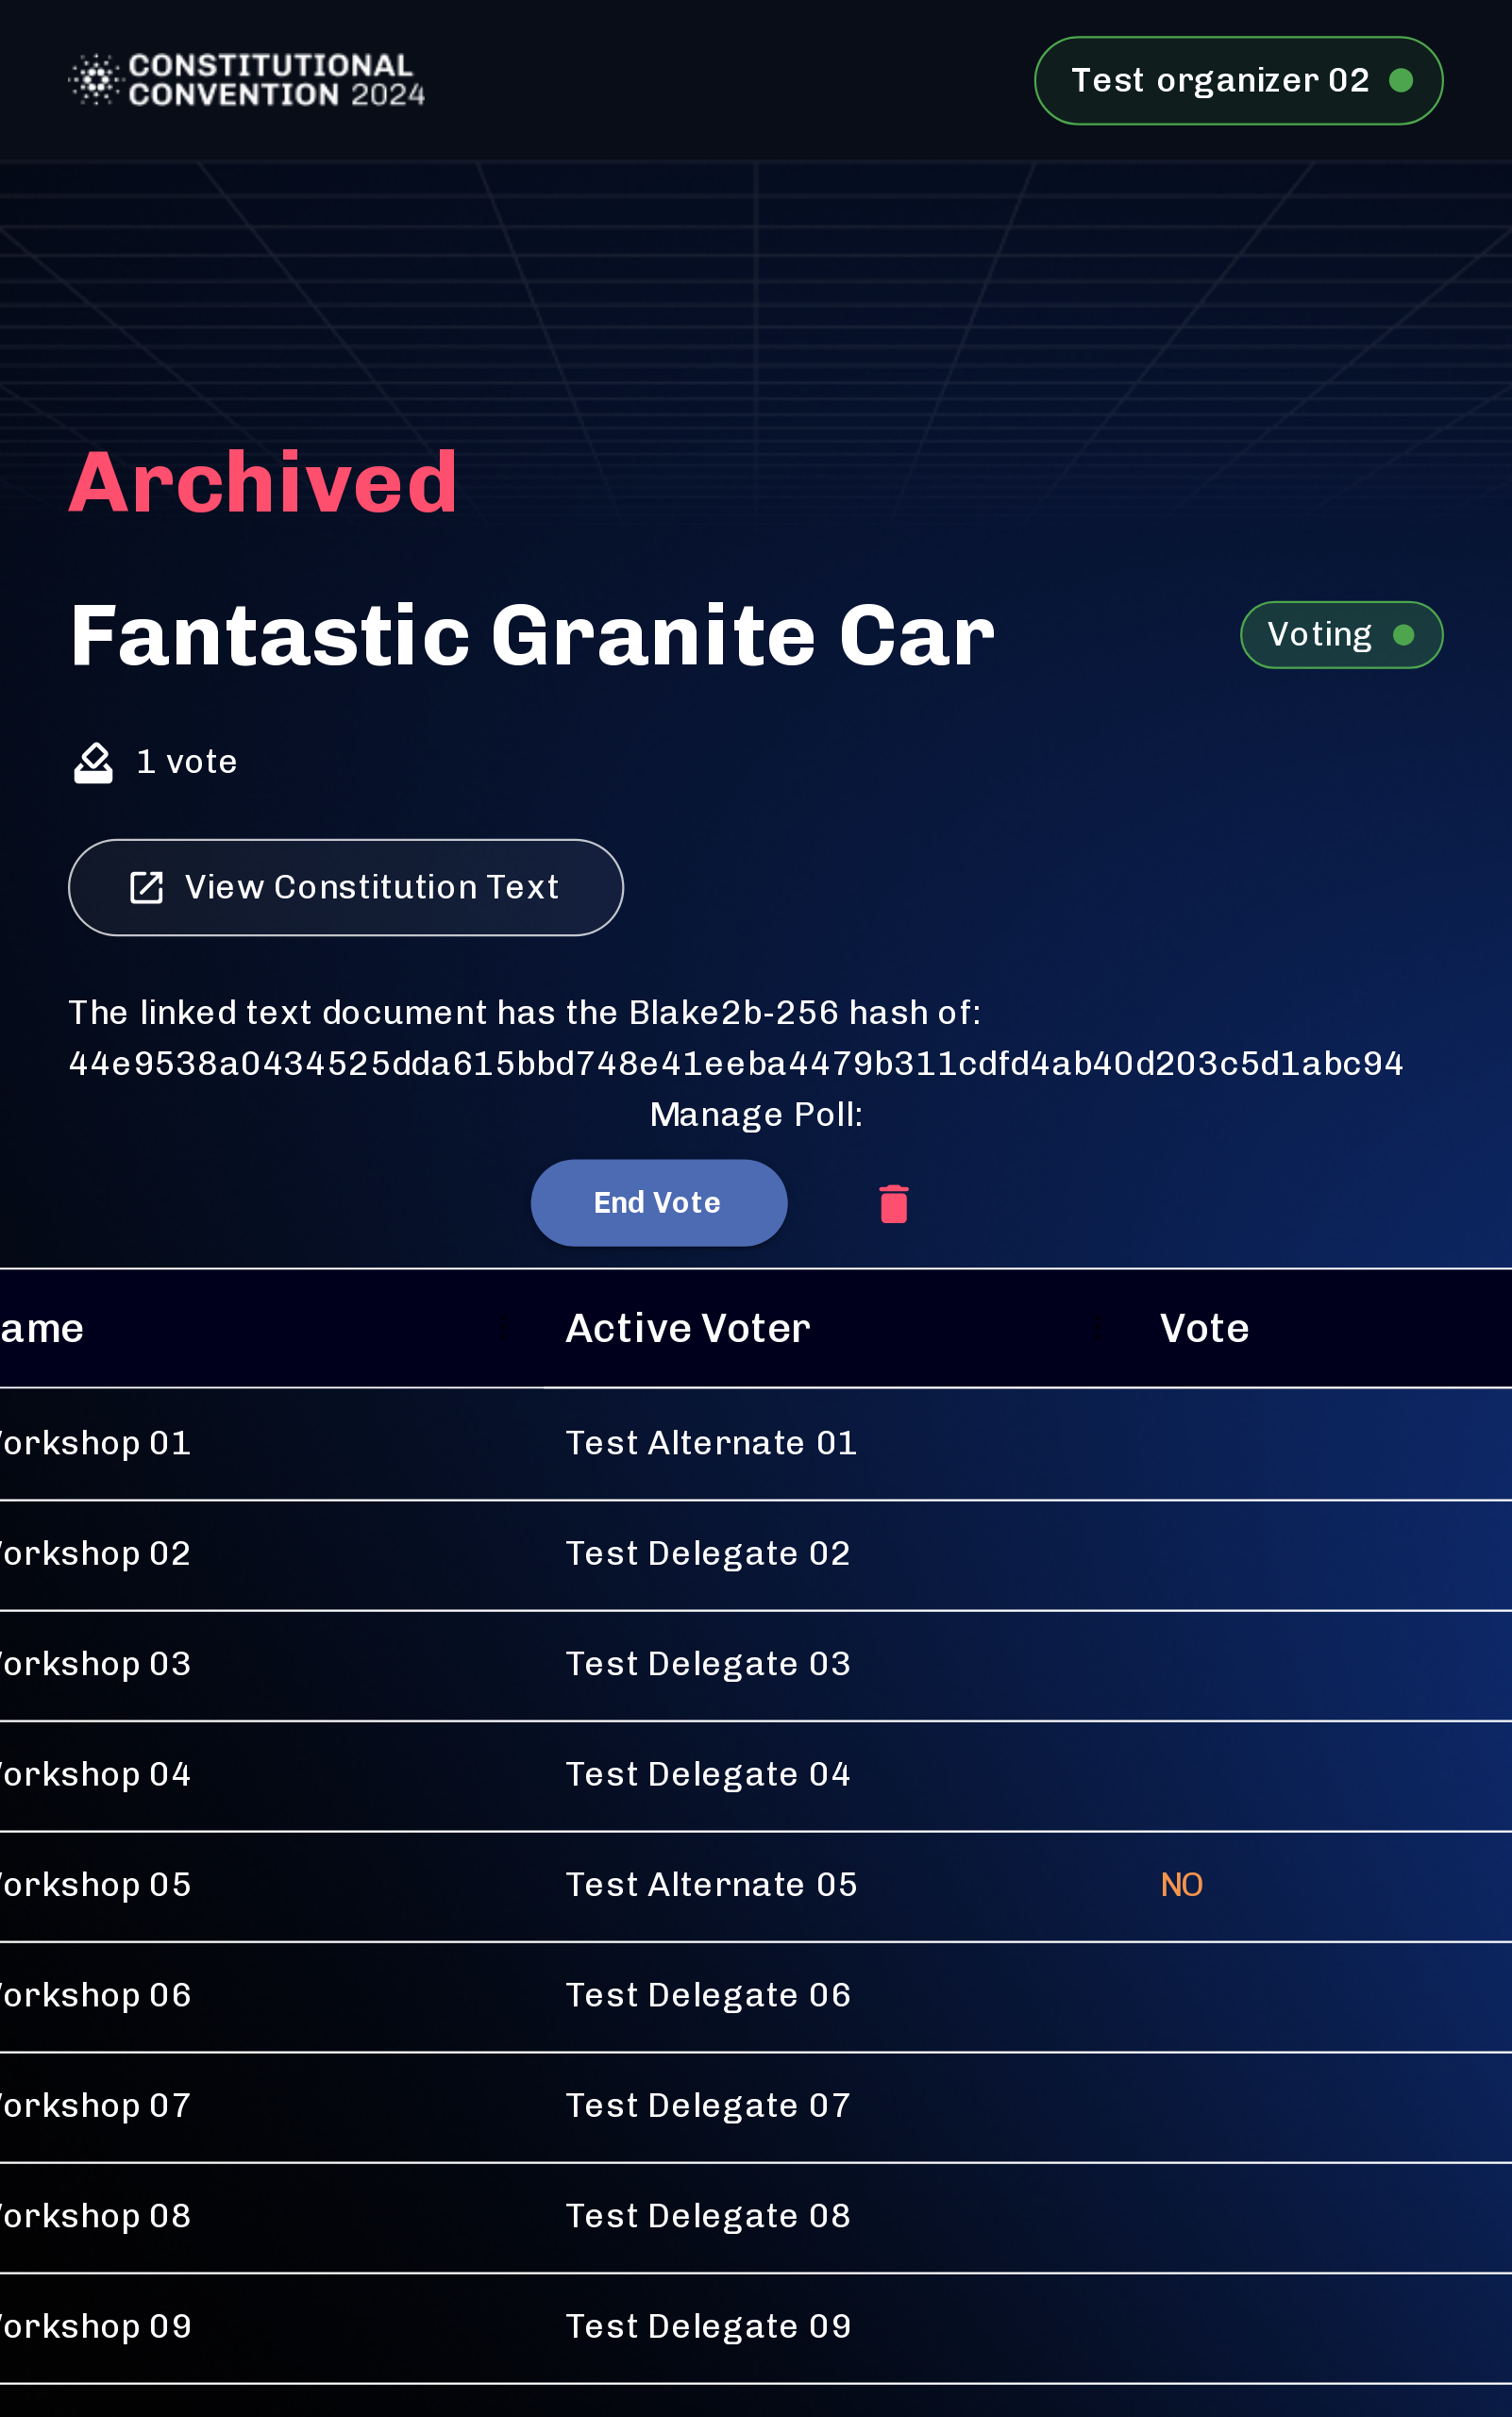 CONSTITUTIONAL
CONVENTION 2024
Test organizer 02
Archived
Fantastic Granite Car
Voting
1 vote
View Constitution Text
The linked text document has the Blake2b-256 hash of:
44e9538a0434525dda615bbd748e41eeba4479b311cdfd4ab40d203c5d1abc94
Manage Poll:
End Vote
ame Active Voter Vote
orkshop 01 Test Alternate 01
orkshop 02 Test Delegate 02
orkshop 03 Test Delegate 03
orkshop 04 Test Delegate 04
orkshop 05 Test Alternate 05 NO
orkshop 06 Test Delegate 06
orkshop 07 Test Delegate 07
orkshop 08 Test Delegate 08
orkshop 09 Test Delegate 09